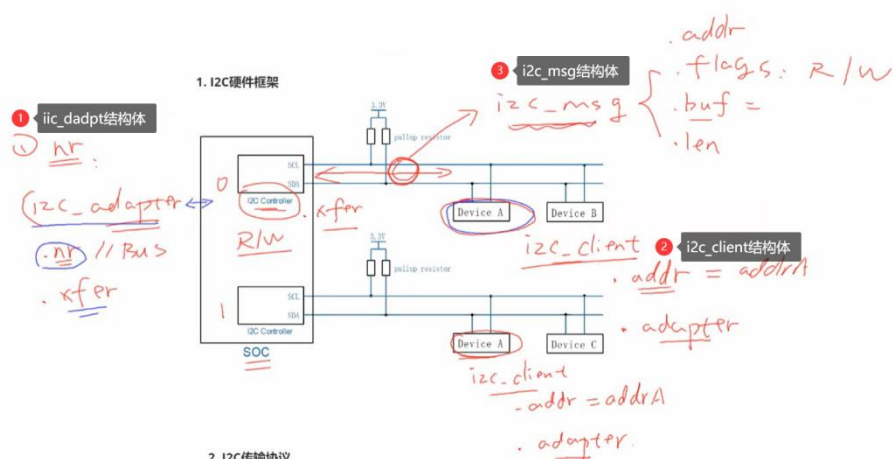 .addr
1. I2C硬件框架
3 i2c_msg结构体
.flags: R/W
1 iic_dadpt结构体
i2c_msg
.buf =
.len
① nr:
3.3V
pullup resistor
SCL
0
SDA
I2C Controller
i2c_adapter
.xfer
Device A
Device B
R/W
.nr // Bus
i2c_client
2 i2c_client结构体
.addr = addrA
.xfer
3.3V
pullup resistor
SCL
1
SDA
I2C Controller
.adapter
SOC
Device A
Device C
i2c_client
.addr = addrA
.adapter.
2. I2C传输协议